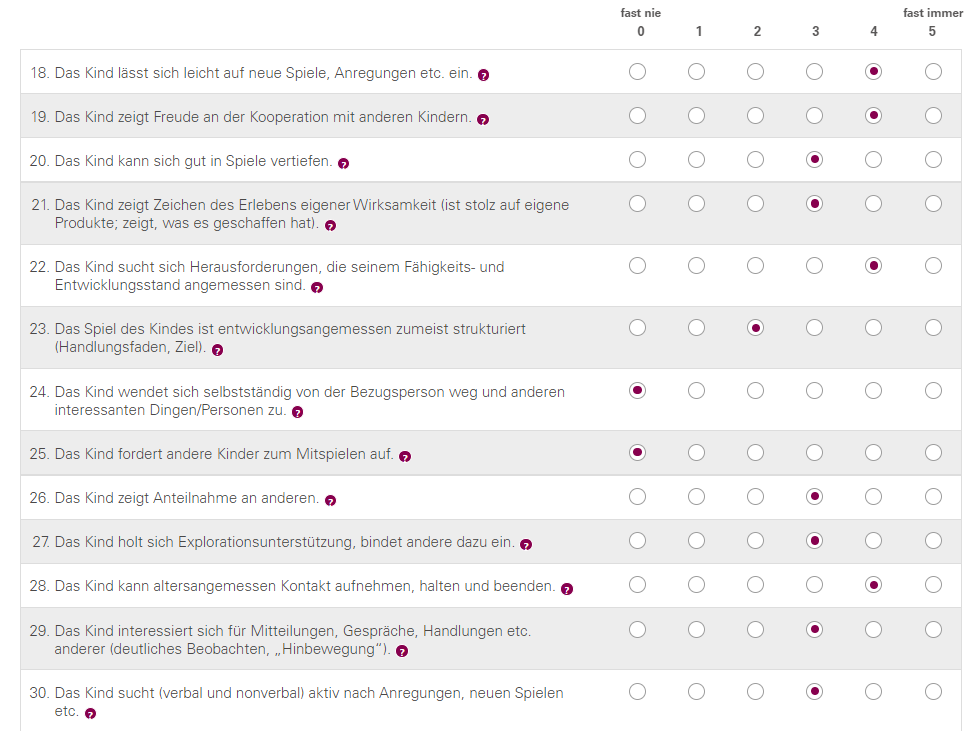 fast nie fast immer
0 1 2 3 4 5
18. Das Kind lässt sich leicht auf neue Spiele, Anregungen etc. ein. ?
19. Das Kind zeigt Freude an der Kooperation mit anderen Kindern. ?
20. Das Kind kann sich gut in Spiele vertiefen. ?
21. Das Kind zeigt Zeichen des Erlebens eigener Wirksamkeit (ist stolz auf eigene
Produkte; zeigt, was es geschaffen hat). ?
22. Das Kind sucht sich Herausforderungen, die seinem Fähigkeits- und
Entwicklungsstand angemessen sind. ?
23. Das Spiel des Kindes ist entwicklungsangemessen zumeist strukturiert
(Handlungsfaden, Ziel). ?
24. Das Kind wendet sich selbstständig von der Bezugsperson weg und anderen
interessanten Dingen/Personen zu. ?
25. Das Kind fordert andere Kinder zum Mitspielen auf. ?
26. Das Kind zeigt Anteilnahme an anderen. ?
27. Das Kind holt sich Explorationsunterstützung, bindet andere dazu ein. ?
28. Das Kind kann altersangemessen Kontakt aufnehmen, halten und beenden. ?
29. Das Kind interessiert sich für Mitteilungen, Gespräche, Handlungen etc.
anderer (deutliches Beobachten, „Hinbewegung“). ?
30. Das Kind sucht (verbal und nonverbal) aktiv nach Anregungen, neuen Spielen
etc. ?